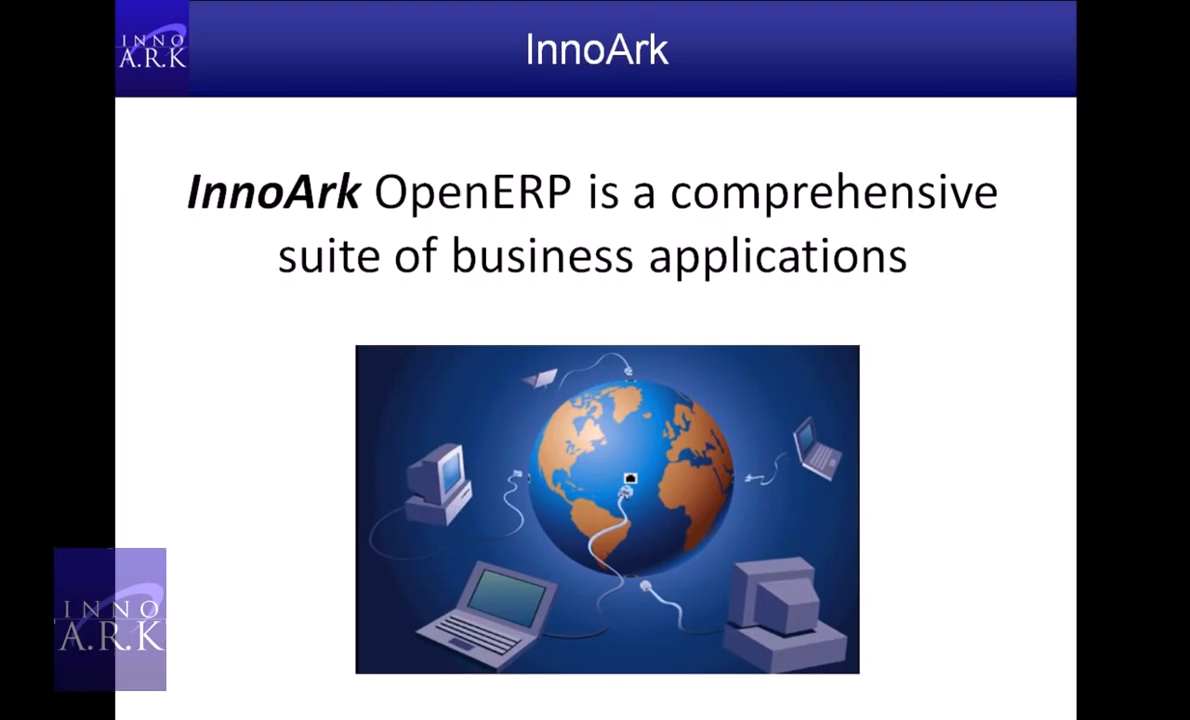 INNO
A.R.K
InnoArk
InnoArk OpenERP is a comprehensive
suite of business applications
INNO
A.R.K